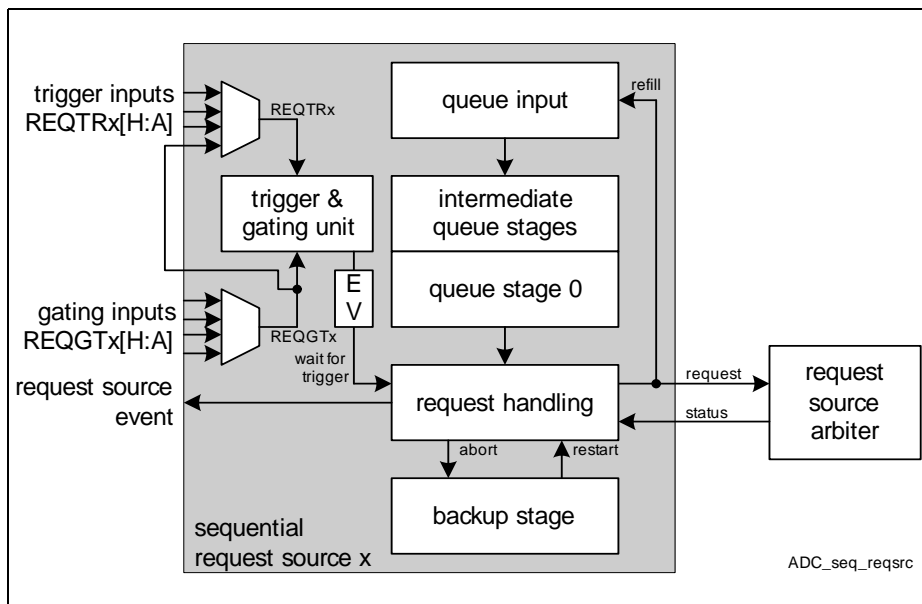 trigger inputs
REQTRx[H:A]
REQTRx
queue input
refill
trigger &
gating unit
intermediate
queue stages
queue stage 0
E
V
gating inputs
REQGTx[H:A]
REQGTx
wait for
trigger
request source
event
request handling
request
status
request
source
arbiter
abort
restart
backup stage
sequential
request source x
ADC_seq_reqsrc